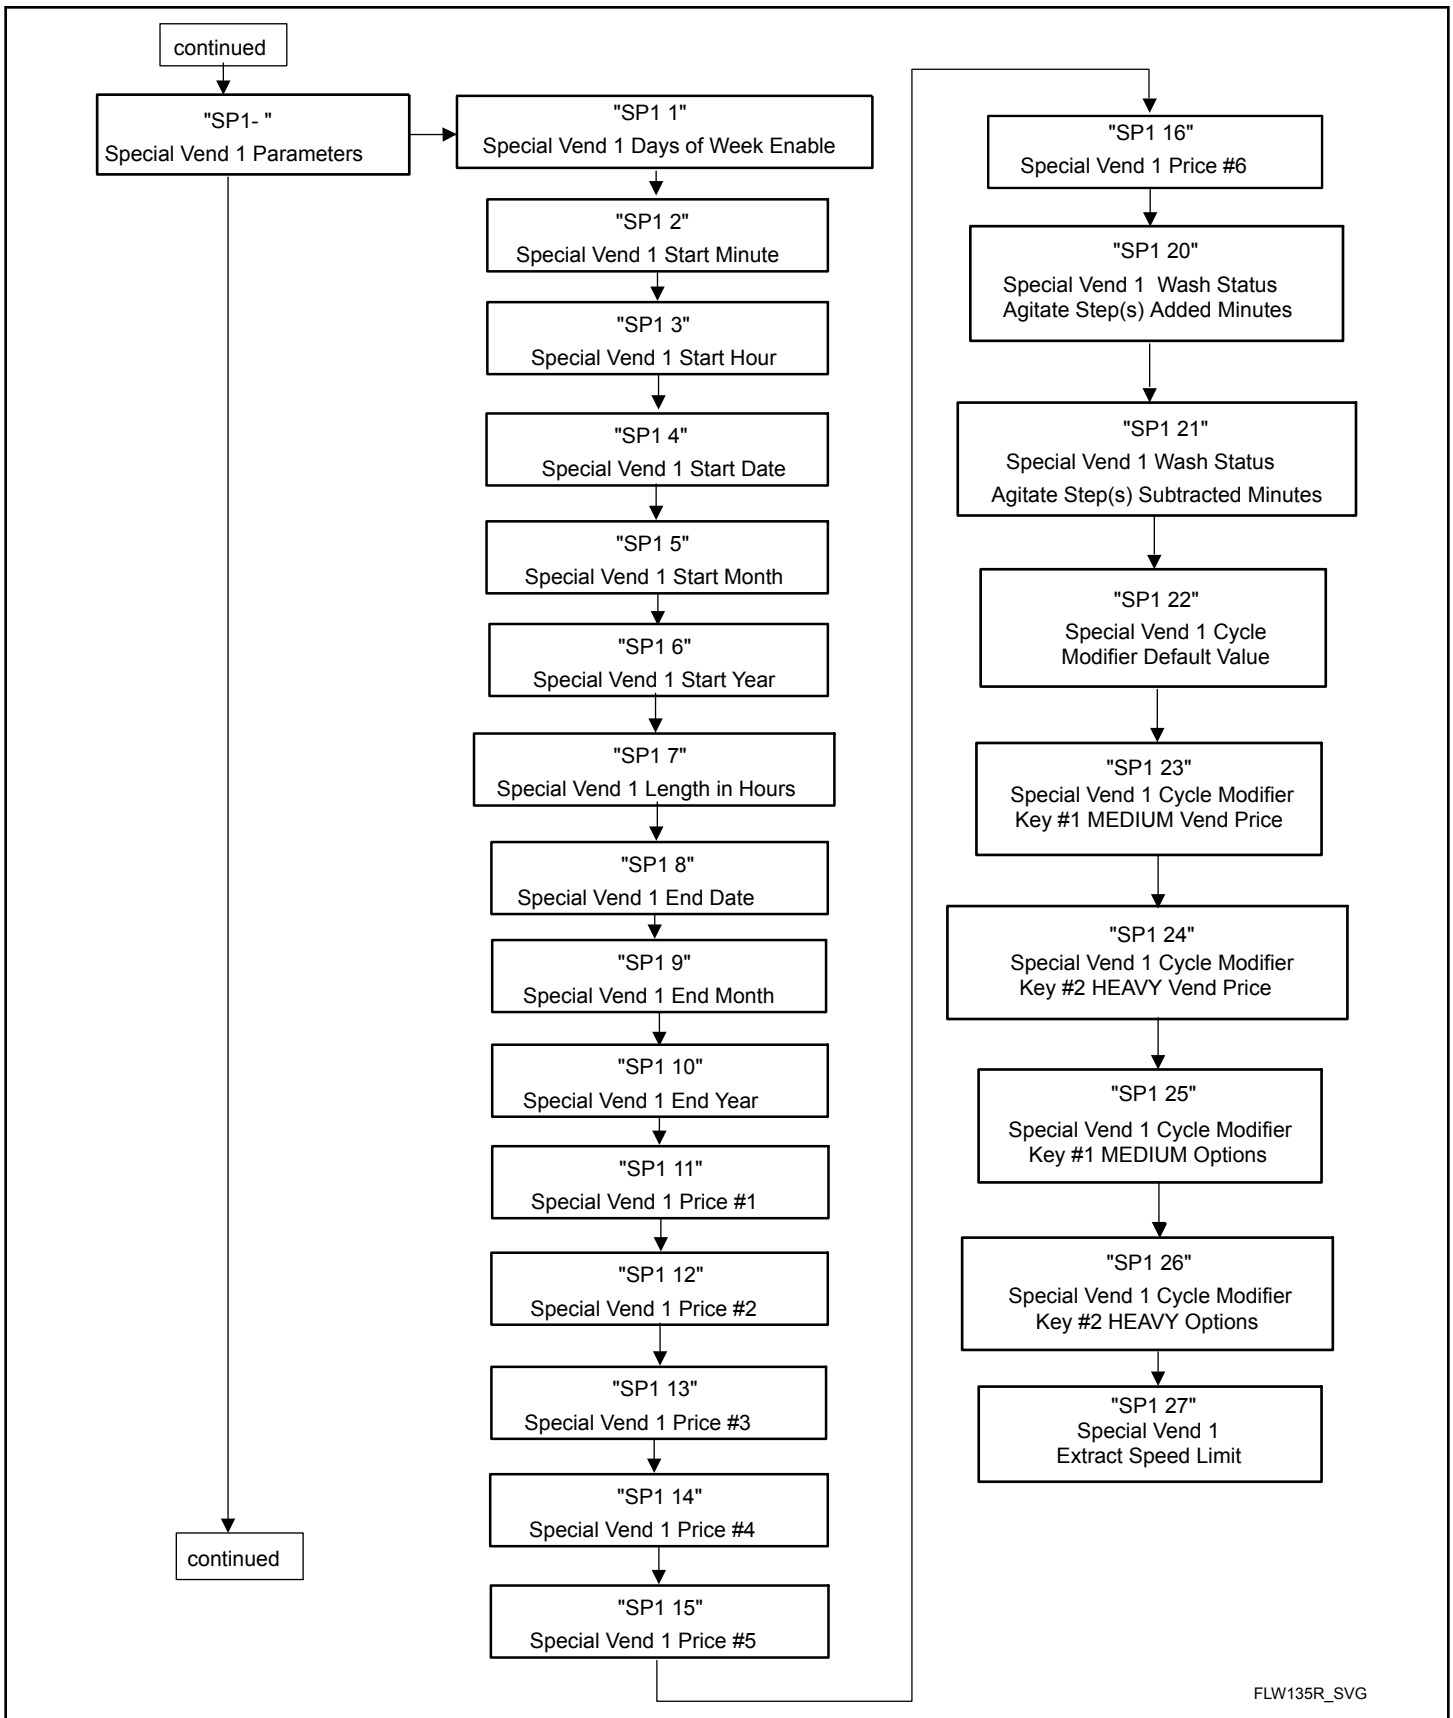 continued
"SP1- "
Special Vend 1 Parameters
continued
"SP1 1"
Special Vend 1 Days of Week Enable
"SP1 2"
Special Vend 1 Start Minute
"SP1 3"
Special Vend 1 Start Hour
"SP1 4"
Special Vend 1 Start Date
"SP1 5"
Special Vend 1 Start Month
"SP1 6"
Special Vend 1 Start Year
"SP1 7"
Special Vend 1 Length in Hours
"SP1 8"
Special Vend 1 End Date
"SP1 9"
Special Vend 1 End Month
"SP1 10"
Special Vend 1 End Year
"SP1 11"
Special Vend 1 Price #1
"SP1 12"
Special Vend 1 Price #2
"SP1 13"
Special Vend 1 Price #3
"SP1 14"
Special Vend 1 Price #4
"SP1 15"
Special Vend 1 Price #5
"SP1 16"
Special Vend 1 Price #6
"SP1 20"
Special Vend 1 Wash Status
Agitate Step(s) Added Minutes
"SP1 21"
Special Vend 1 Wash Status
Agitate Step(s) Subtracted Minutes
"SP1 22"
Special Vend 1 Cycle
Modifier Default Value
"SP1 23"
Special Vend 1 Cycle Modifier
Key #1 MEDIUM Vend Price
"SP1 24"
Special Vend 1 Cycle Modifier
Key #2 HEAVY Vend Price
"SP1 25"
Special Vend 1 Cycle Modifier
Key #1 MEDIUM Options
"SP1 26"
Special Vend 1 Cycle Modifier
Key #2 HEAVY Options
"SP1 27"
Special Vend 1
Extract Speed Limit
FLW135R_SVG